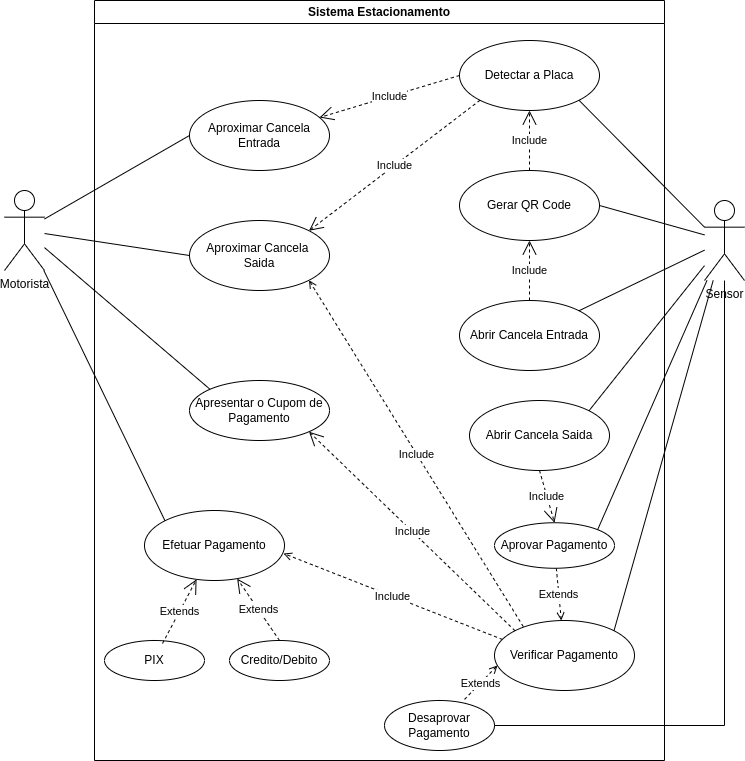 Sistema Estacionamento
Detectar a Placa
Include
Aproximar Cancela
Entrada
Include
Include
Gerar QR Code
Aproximar Cancela
Saida
Include
Motorista
Sensor
Abrir Cancela Entrada
Apresentar o Cupom de
Pagamento
Abrir Cancela Saida
Include
Include
Include
Efetuar Pagamento
Aprovar Pagamento
Include
Extends
Extends
Extends
PIX
Credito/Debito
Verificar Pagamento
Extends
Desaprovar
Pagamento